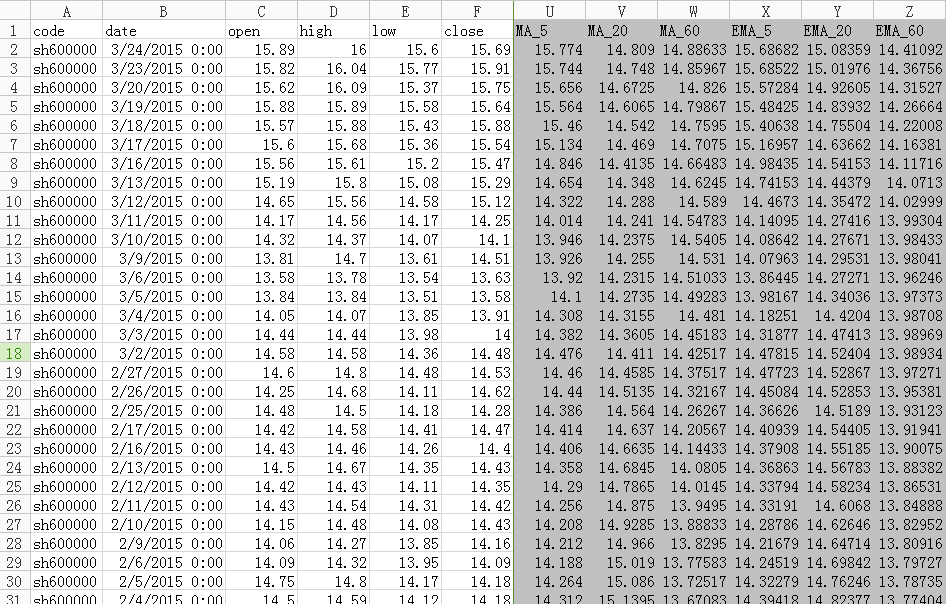 A B C D E F U V W X Y Z
1 code date open high low close MA_5 MA_20 MA_60 EMA_5 EMA_20 EMA_60
2 sh600000 3/24/2015 0:00 15.89 16 15.6 15.69 15.774 14.809 14.88633 15.68682 15.08359 14.41092
3 sh600000 3/23/2015 0:00 15.82 16.04 15.77 15.91 15.744 14.748 14.85967 15.68522 15.01976 14.36756
4 sh600000 3/20/2015 0:00 15.62 16.09 15.37 15.75 15.656 14.6725 14.826 15.57284 14.92605 14.31527
5 sh600000 3/19/2015 0:00 15.88 15.89 15.58 15.64 15.564 14.6065 14.79867 15.48425 14.83932 14.26664
6 sh600000 3/18/2015 0:00 15.57 15.88 15.43 15.88 15.46 14.542 14.7595 15.40638 14.75504 14.22008
7 sh600000 3/17/2015 0:00 15.6 15.68 15.36 15.54 15.134 14.469 14.7075 15.16957 14.63662 14.16381
8 sh600000 3/16/2015 0:00 15.56 15.61 15.2 15.47 14.846 14.4135 14.66483 14.98435 14.54153 14.11716
9 sh600000 3/13/2015 0:00 15.19 15.8 15.08 15.29 14.654 14.348 14.6245 14.74153 14.44379 14.0713
10 sh600000 3/12/2015 0:00 14.65 15.56 14.58 15.12 14.322 14.288 14.589 14.4673 14.35472 14.02999
11 sh600000 3/11/2015 0:00 14.17 14.56 14.17 14.25 14.014 14.241 14.54783 14.14095 14.27416 13.99304
12 sh600000 3/10/2015 0:00 14.32 14.37 14.07 14.1 13.946 14.2375 14.5405 14.08642 14.27671 13.98433
13 sh600000 3/9/2015 0:00 13.81 14.7 13.61 14.51 13.926 14.255 14.531 14.07963 14.29531 13.98041
14 sh600000 3/6/2015 0:00 13.58 13.78 13.54 13.63 13.92 14.2315 14.51033 13.86445 14.27271 13.96246
15 sh600000 3/5/2015 0:00 13.84 13.84 13.51 13.58 14.1 14.2735 14.49283 13.98167 14.34036 13.97373
16 sh600000 3/4/2015 0:00 14.05 14.07 13.85 13.91 14.308 14.3155 14.481 14.18251 14.4204 13.98708
17 sh600000 3/3/2015 0:00 14.44 14.44 13.98 14 14.382 14.3605 14.45183 14.31877 14.47413 13.98969
18 sh600000 3/2/2015 0:00 14.58 14.58 14.36 14.48 14.476 14.411 14.42517 14.47815 14.52404 13.98934
19 sh600000 2/27/2015 0:00 14.6 14.8 14.48 14.53 14.46 14.4585 14.37517 14.47723 14.52867 13.97271
20 sh600000 2/26/2015 0:00 14.25 14.68 14.11 14.62 14.44 14.5135 14.32167 14.45084 14.52853 13.95381
21 sh600000 2/25/2015 0:00 14.48 14.5 14.18 14.28 14.386 14.564 14.26267 14.36626 14.5189 13.93123
22 sh600000 2/17/2015 0:00 14.42 14.58 14.41 14.47 14.414 14.637 14.20567 14.40939 14.54405 13.91941
23 sh600000 2/16/2015 0:00 14.43 14.46 14.26 14.4 14.406 14.6635 14.14433 14.37908 14.55185 13.90075
24 sh600000 2/13/2015 0:00 14.5 14.67 14.35 14.43 14.358 14.6845 14.0805 14.36863 14.56783 13.88382
25 sh600000 2/12/2015 0:00 14.42 14.43 14.11 14.35 14.29 14.7865 14.0145 14.33794 14.58234 13.86531
26 sh600000 2/11/2015 0:00 14.43 14.54 14.31 14.42 14.256 14.875 13.9495 14.33191 14.6068 13.84888
27 sh600000 2/10/2015 0:00 14.15 14.48 14.08 14.43 14.208 14.9285 13.88833 14.28786 14.62646 13.82952
28 sh600000 2/9/2015 0:00 14.06 14.27 13.85 14.16 14.212 14.966 13.8295 14.21679 14.64714 13.80916
29 sh600000 2/6/2015 0:00 14.09 14.32 13.95 14.09 14.188 15.019 13.77583 14.24519 14.69842 13.79727
30 sh600000 2/5/2015 0:00 14.75 14.8 14.17 14.18 14.264 15.086 13.72517 14.32279 14.76246 13.78735
31 sh600000 2/4/2015 0:00 14.5 14.59 14.12 14.18 14.312 15.1395 13.67083 14.39418 14.82377 13.77404